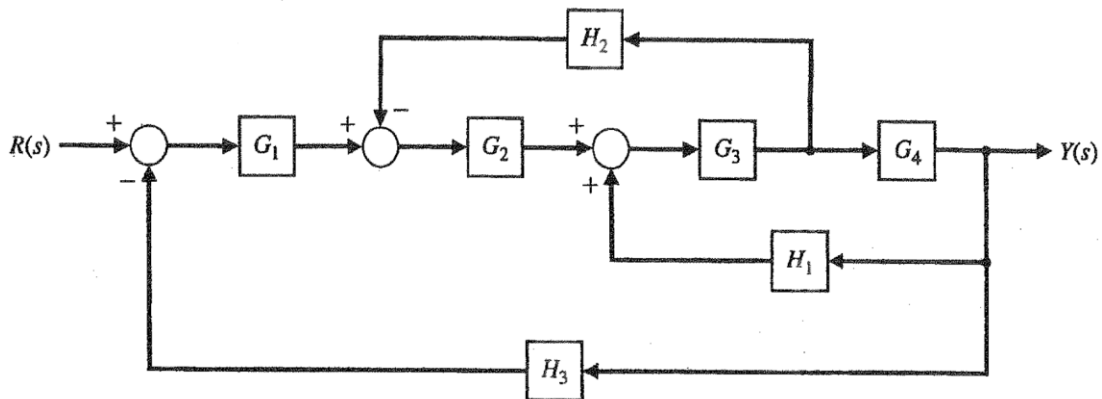 H₂
−
+
R(s)
−
G₁
+
G₂
+
+
G₃
G₄
Y(s)
H₁
H₃